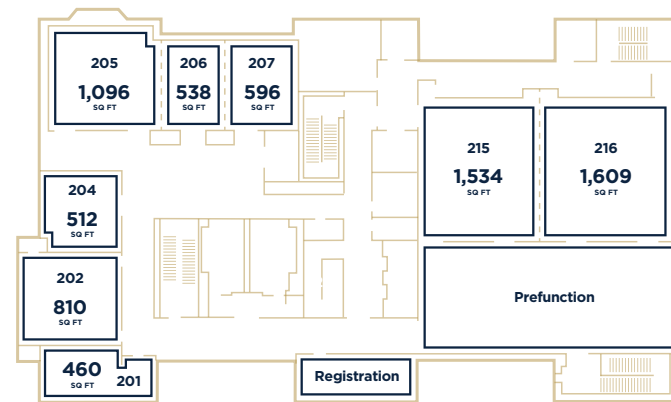 205
1,096
SQ FT
206
538
SQ FT
207
596
SQ FT
215
1,534
SQ FT
216
1,609
SQ FT
204
512
SQ FT
202
810
SQ FT
Prefunction
460
SQ FT
201
Registration